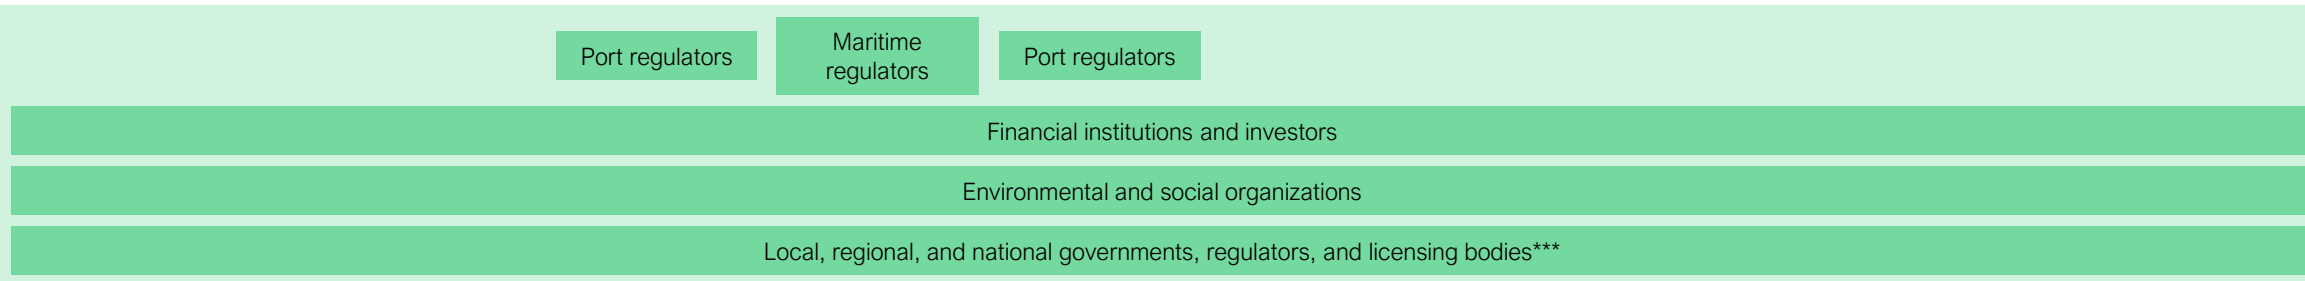 Port regulators
Maritime
regulators
Port regulators
Financial institutions and investors
Environmental and social organizations
Local, regional, and national governments, regulators, and licensing bodies***